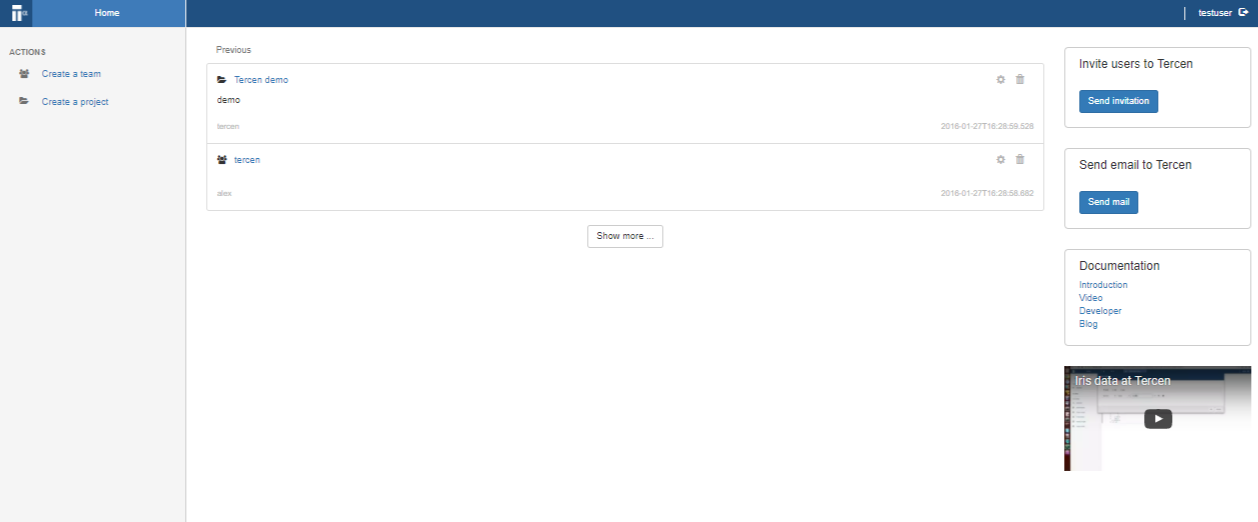 Home
testuser
ACTIONS
Create a team
Create a project
Previous
Tercen demo
demo
tercen
2016-01-27T16:28:59.528
tercen
alex
2016-01-27T16:28:58.682
Show more ...
Invite users to Tercen
Send invitation
Send email to Tercen
Send mail
Documentation
Introduction
Video
Developer
Blog
Iris data at Tercen